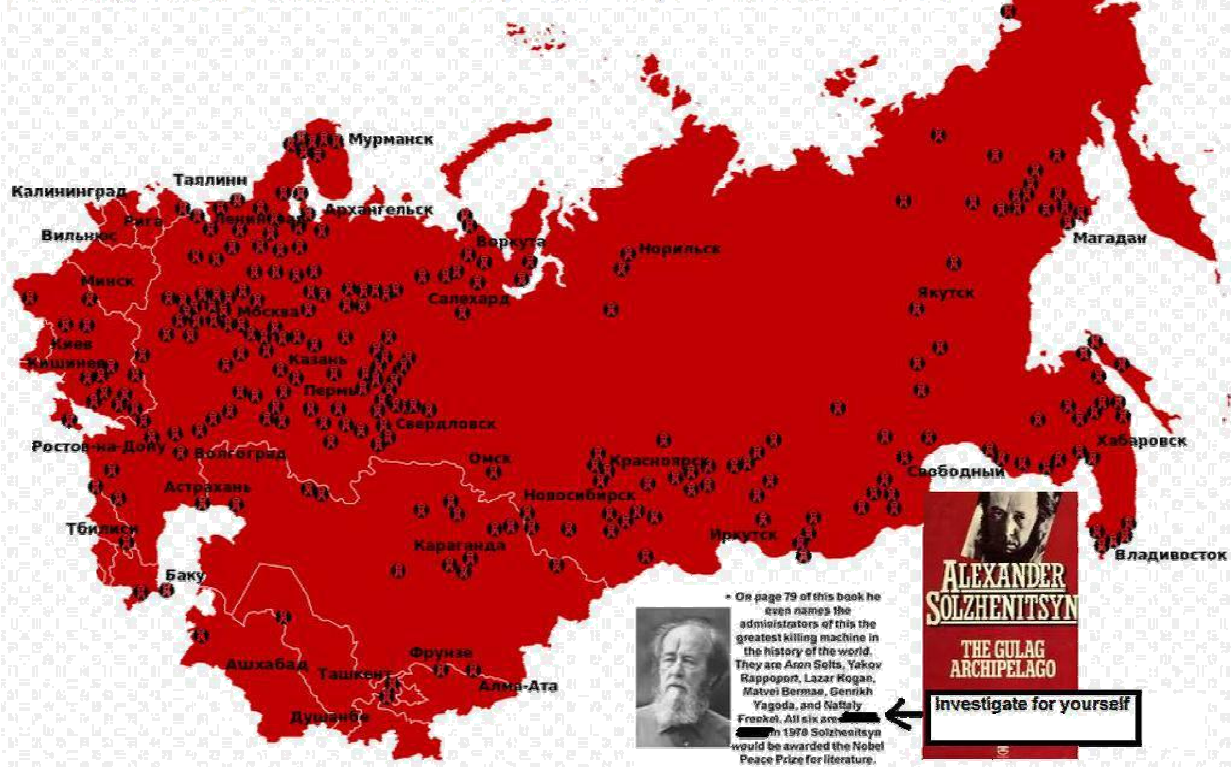 Мурманск
Таялинн
Калининград
Архангельск
Рига
Ленинград
Вильнюс
Воркута
Норильск
Магадан
Минск
Салехард
Якутск
Москва
Киев
Казань
Кишинев
Пермь
Свердловск
Ростов-на-Дону
Волгоград
Хабаровск
Омск
Красноярск
Свободный
Астрахань
Новосибирск
Тбилиси
Иркутск
Караганда
Владивосток
Баку
Фрунзе
Ашхабад
Ташкент
Алма-Ата
Душанбе
• On page 79 of this book he
even names the
administrators of this the
greatest killing machine in
the history of the world.
They are Aron Solts, Yakov
Rappoport, Lazar Kogan,
Matvei Berman, Genrikh
Yagoda, and Naftaly
Frenkel. All six are
in 1970 Solzhenitsyn
would be awarded the Nobel
Peace Prize for literature.
ALEXANDER
SOLZHENITSYN
THE GULAG
ARCHIPELAGO
Investigate for yourself